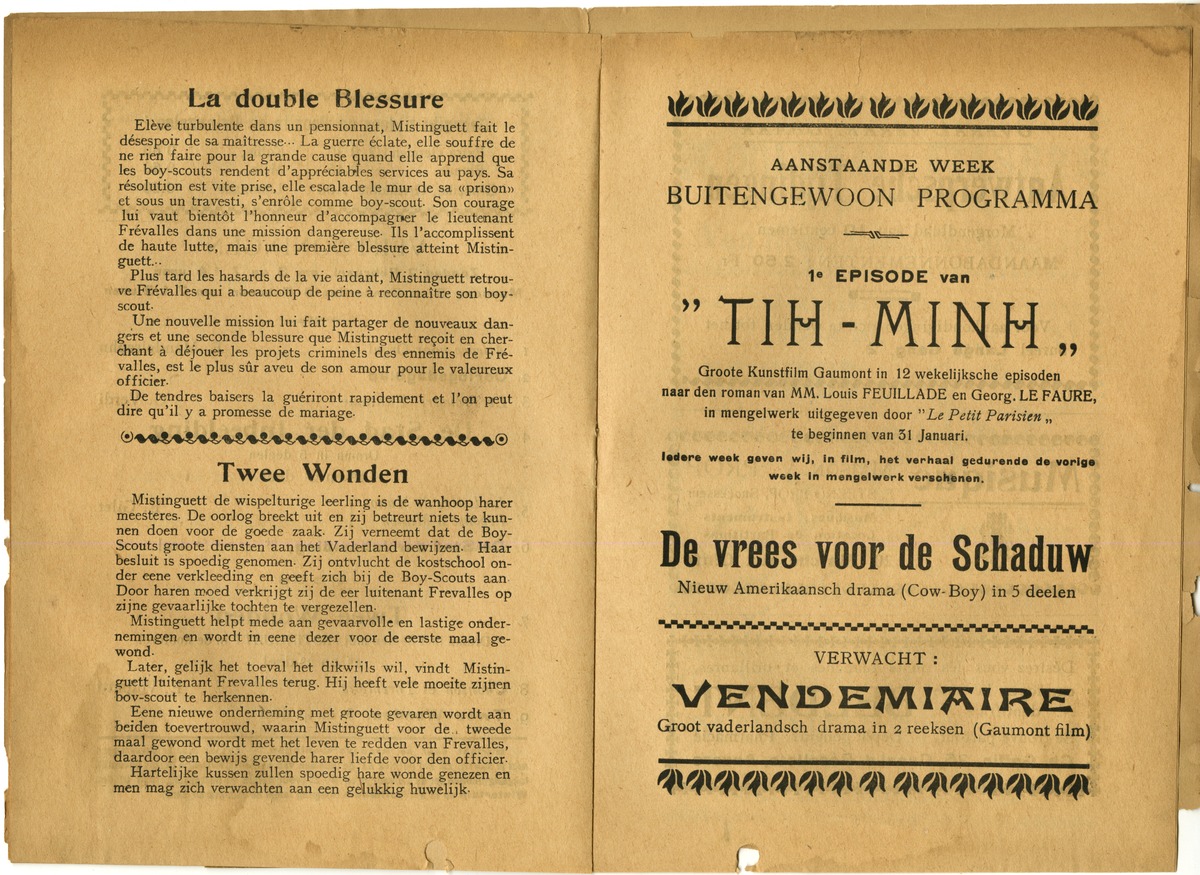 La double Blessure
Elève turbulente dans un pensionnat, Mistinguett fait le
désespoir de sa maîtresse... La guerre éclate, elle souffre de
ne rien faire pour la grande cause quand elle apprend que
les boy-scouts rendent d'appréciables services au pays. Sa
résolution est vite prise, elle escalade le mur de sa «prison»
et sous un travesti, s'enrôle comme boy-scout. Son courage
lui vaut bientôt l'honneur d'accompagner le lieutenant
Frévalles dans une mission dangereuse. Ils l'accomplissent
de haute lutte, mais une première blessure atteint Mistin-
guett...
Plus tard les hasards de la vie aidant, Mistinguett retrou-
ve Frévalles qui a beaucoup de peine à reconnaître son boy-
scout.
Une nouvelle mission lui fait partager de nouveaux dan-
gers et une seconde blessure que Mistinguett reçoit en cher-
chant à déjouer les projets criminels des ennemis de Fré-
valles, est le plus sûr aveu de son amour pour le valeureux
officier.
De tendres baisers la guériront rapidement et l'on peut
dire qu'il y a promesse de mariage.
Twee Wonden
Mistinguett de wispelturige leerling is de wanhoop harer
meesteres. De oorlog breekt uit en zij betreurt niets te kun-
nen doen voor de goede zaak. Zij verneemt dat de Boy-
Scouts groote diensten aan het Vaderland bewijzen. Haar
besluit is spoedig genomen. Zij ontvlucht de kostschool on-
der eene verkleeding en geeft zich bij de Boy-Scouts aan.
Door haren moed verkrijgt zij de eer luitenant Frevalles op
zijne gevaarlijke tochten te vergezellen.
Mistinguett helpt mede aan gevaarvolle en lastige onder-
nemingen en wordt in eene dezer voor de eerste maal ge-
wond.
Later, gelijk het toeval het dikwijls wil, vindt Mistin-
guett luitenant Frevalles terug. Hij heeft vele moeite zijnen
boy-scout te herkennen.
Eene nieuwe onderneming met groote gevaren wordt aan
beiden toevertrouwd, waarin Mistinguett voor de tweede
maal gewond wordt met het leven te redden van Frevalles,
daardoor een bewijs gevende harer liefde voor den officier.
Hartelijke kussen zullen spoedig hare wonde genezen en
men mag zich verwachten aan een gelukkig huwelijk.
AANSTAANDE WEEK
BUITENGEWOON PROGRAMMA
1e EPISODE van
" TIH - MINH „
Groote Kunstfilm Gaumont in 12 wekelijksche episoden
naar den roman van MM. Louis FEUILLADE en Georg. LE FAURE,
in mengelwerk uitgegeven door "Le Petit Parisien „
te beginnen van 31 Januari.
Iedere week geven wij, in film, het verhaal gedurende de vorige
week in mengelwerk verschenen.
De vrees voor de Schaduw
Nieuw Amerikaansch drama (Cow-Boy) in 5 deelen
VERWACHT :
VENDEMIAIRE
Groot vaderlandsch drama in 2 reeksen (Gaumont film)